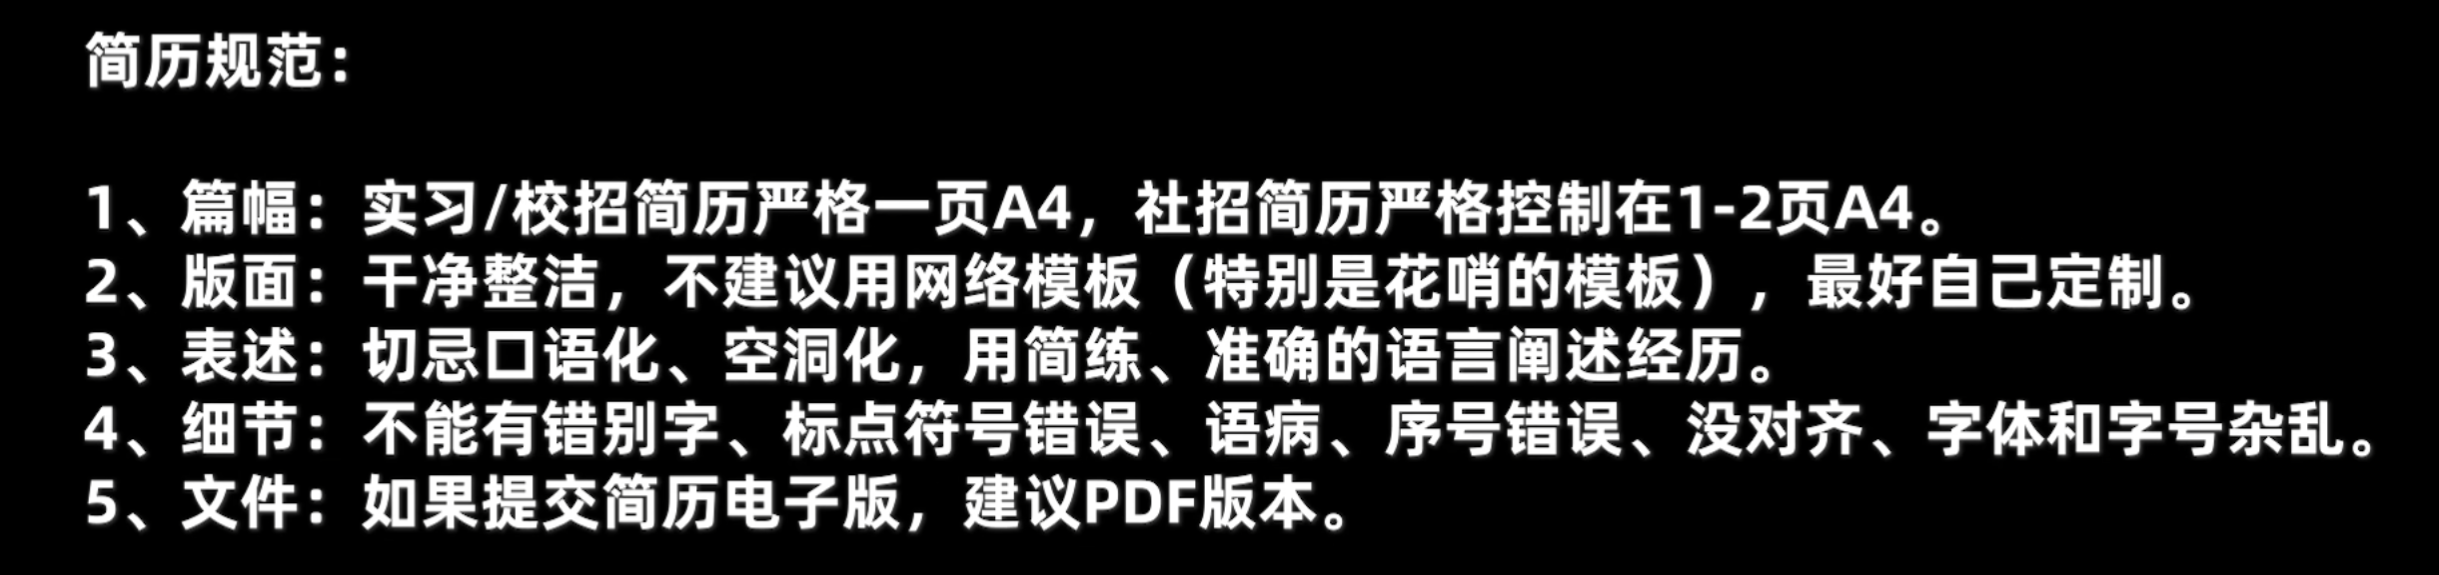 简历规范：
1、篇幅：实习/校招简历严格一页A4，社招简历严格控制在1-2页A4。
2、版面：干净整洁，不建议用网络模板（特别是花哨的模板），最好自己定制。
3、表述：切忌口语化、空洞化，用简练、准确的语言阐述经历。
4、细节：不能有错别字、标点符号错误、语病、序号错误、没对齐、字体和字号杂乱。
5、文件：如果提交简历电子版，建议PDF版本。